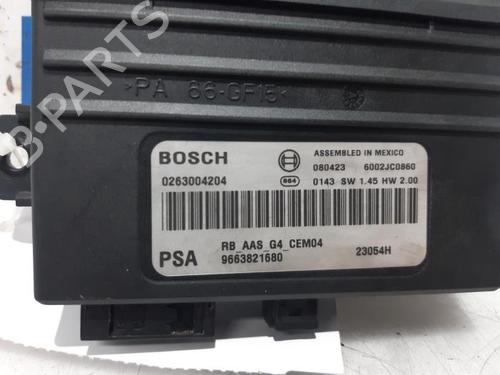 B-PARTS
>PA 66-GF15<
BOSCH
ASSEMBLED IN MEXICO
080423 6002JC0860
0263004204
664 0143 SW 1.45 HW 2.00
RB_AAS_G4_CEM04
PSA
9663821680
23054H